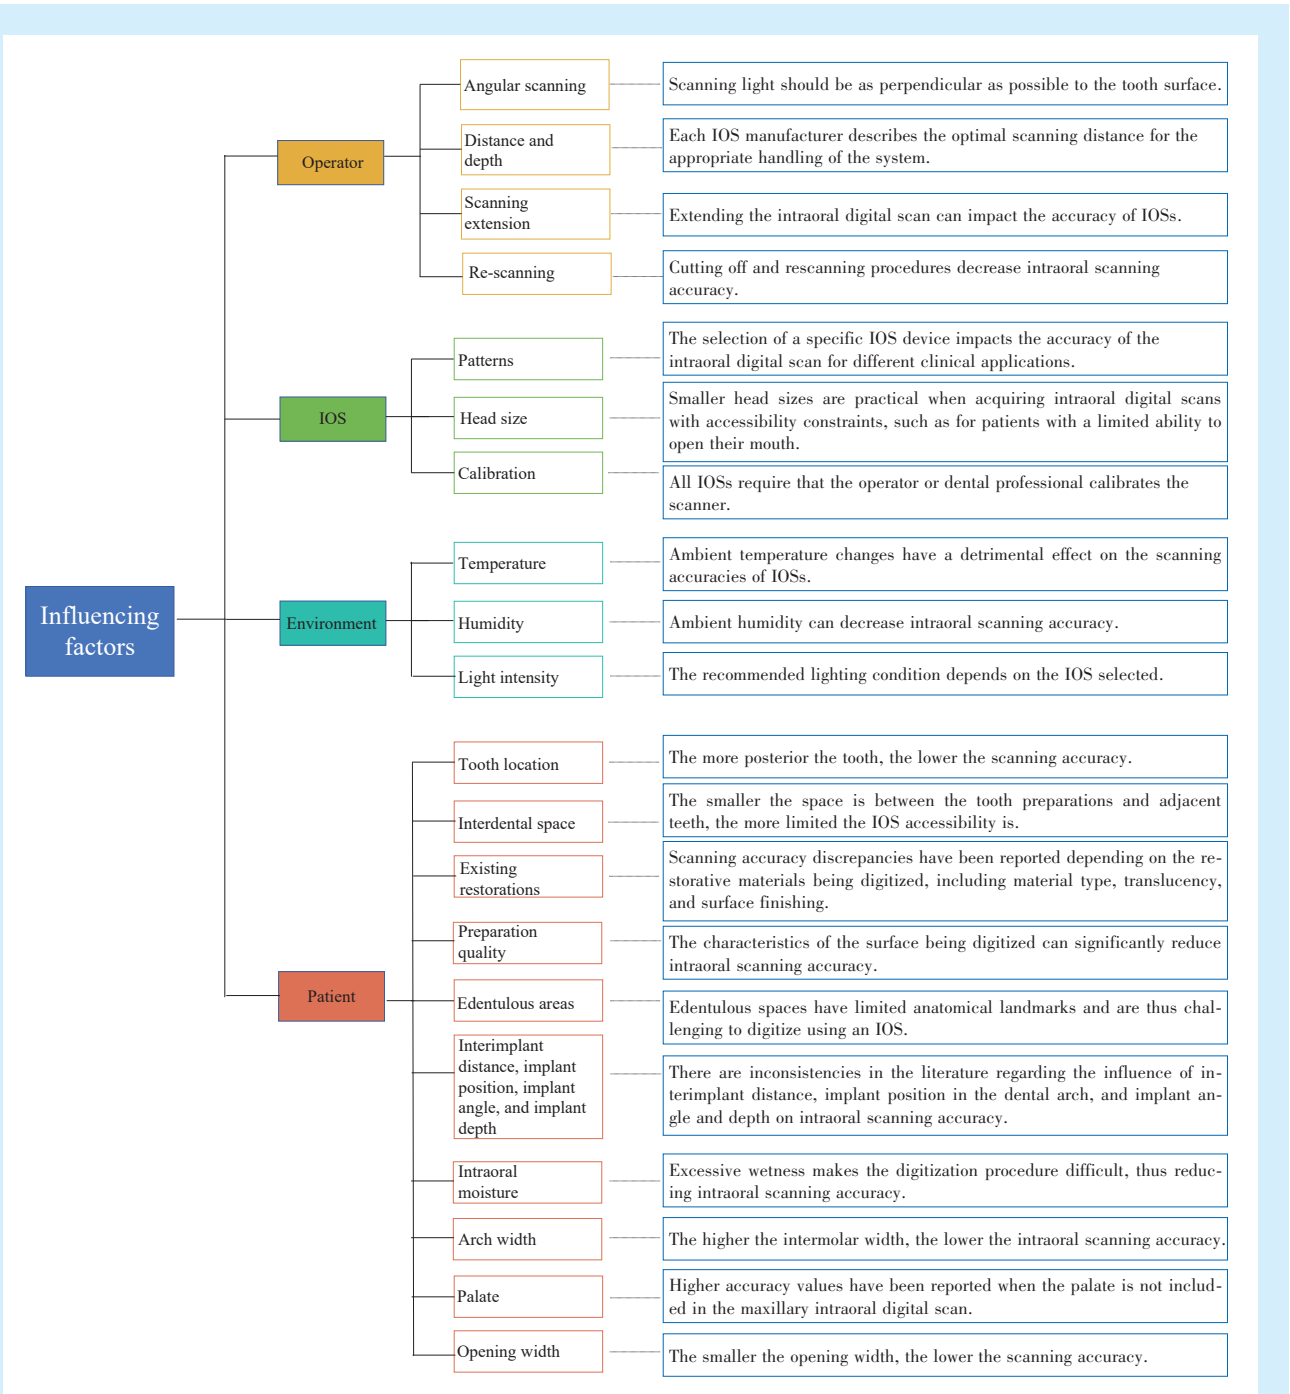 Influencing
factors
Operator
Angular scanning
Scanning light should be as perpendicular as possible to the tooth surface.
Distance and
depth
Each IOS manufacturer describes the optimal scanning distance for the
appropriate handling of the system.
Scanning
extension
Extending the intraoral digital scan can impact the accuracy of IOSs.
Re-scanning
Cutting off and rescanning procedures decrease intraoral scanning
accuracy.
IOS
Patterns
The selection of a specific IOS device impacts the accuracy of the
intraoral digital scan for different clinical applications.
Head size
Smaller head sizes are practical when acquiring intraoral digital scans
with accessibility constraints, such as for patients with a limited ability to
open their mouth.
Calibration
All IOSs require that the operator or dental professional calibrates the
scanner.
Environment
Temperature
Ambient temperature changes have a detrimental effect on the scanning
accuracies of IOSs.
Humidity
Ambient humidity can decrease intraoral scanning accuracy.
Light intensity
The recommended lighting condition depends on the IOS selected.
Patient
Tooth location
The more posterior the tooth, the lower the scanning accuracy.
Interdental space
The smaller the space is between the tooth preparations and adjacent
teeth, the more limited the IOS accessibility is.
Existing
restorations
Scanning accuracy discrepancies have been reported depending on the re-
storative materials being digitized, including material type, translucency,
and surface finishing.
Preparation
quality
The characteristics of the surface being digitized can significantly reduce
intraoral scanning accuracy.
Edentulous areas
Edentulous spaces have limited anatomical landmarks and are thus chal-
lenging to digitize using an IOS.
Interimplant
distance, implant
position, implant
angle, and implant
depth
There are inconsistencies in the literature regarding the influence of in-
terimplant distance, implant position in the dental arch, and implant an-
gle and depth on intraoral scanning accuracy.
Intraoral
moisture
Excessive wetness makes the digitization procedure difficult, thus reduc-
ing intraoral scanning accuracy.
Arch width
The higher the intermolar width, the lower the intraoral scanning accuracy.
Palate
Higher accuracy values have been reported when the palate is not includ-
ed in the maxillary intraoral digital scan.
Opening width
The smaller the opening width, the lower the scanning accuracy.